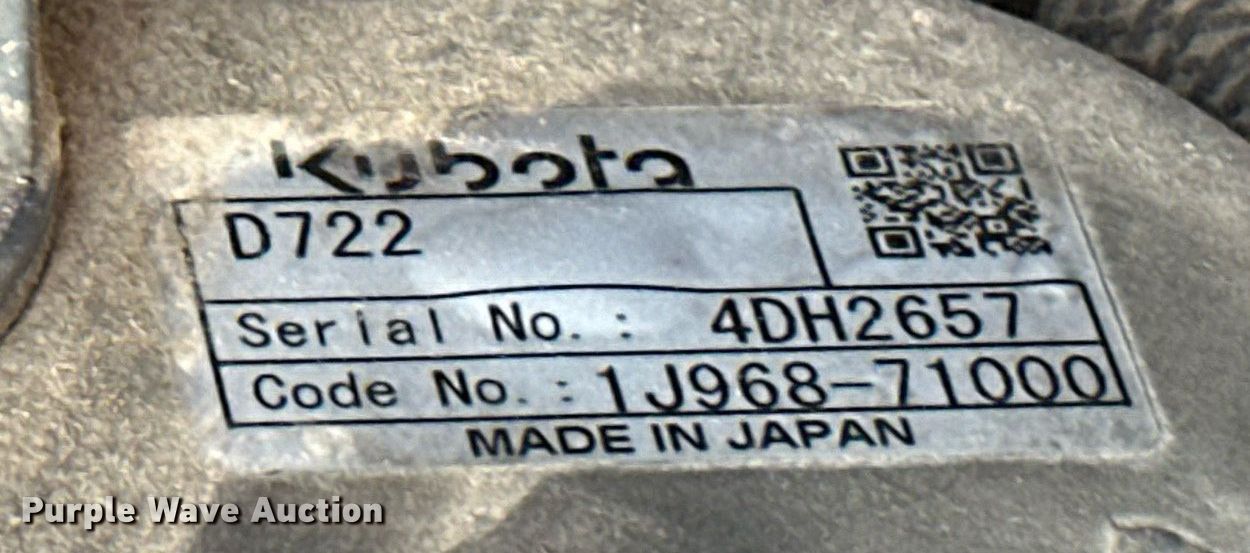 Kubota
D722
Serial No. : 4DH2657
Code No. : 1J968-71000
MADE IN JAPAN
Purple Wave Auction